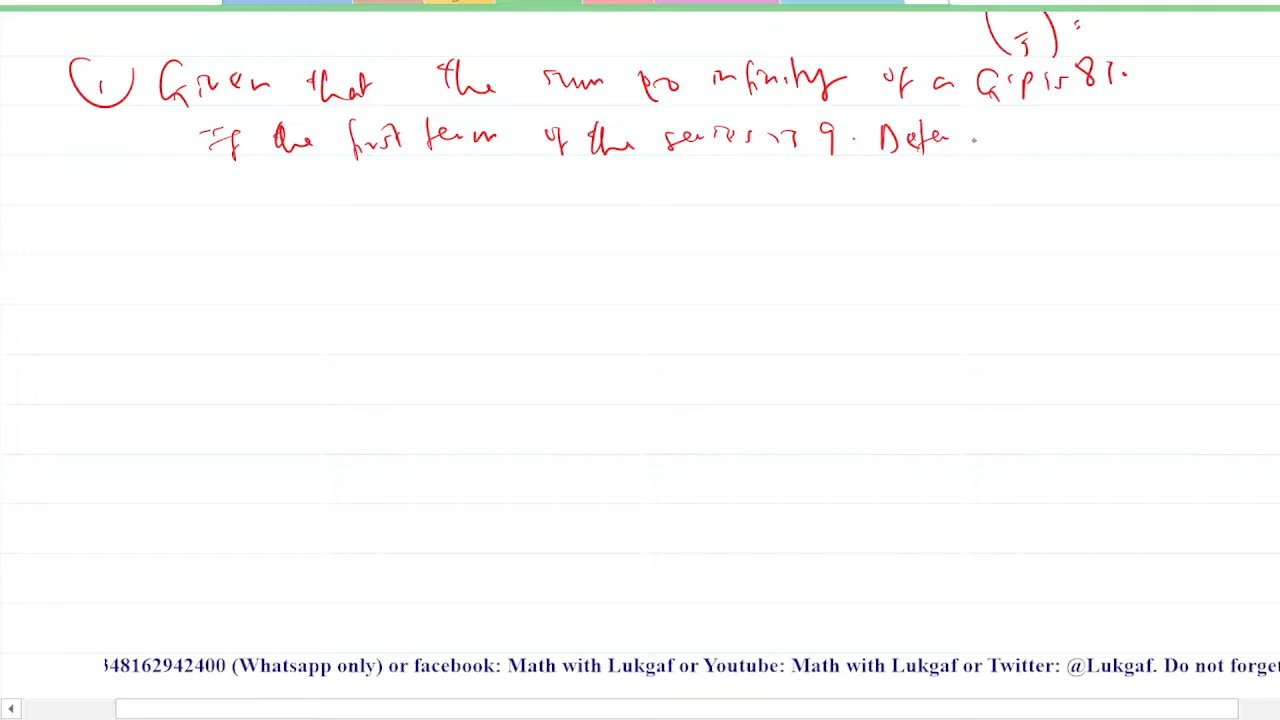 ① Given that the sum to infinity of a G.P is 81.
If the first term of the series is 9. Dete
348162942400 (Whatsapp only) or facebook: Math with Lukgaf or Youtube: Math with Lukgaf or Twitter: @Lukgaf. Do not forget